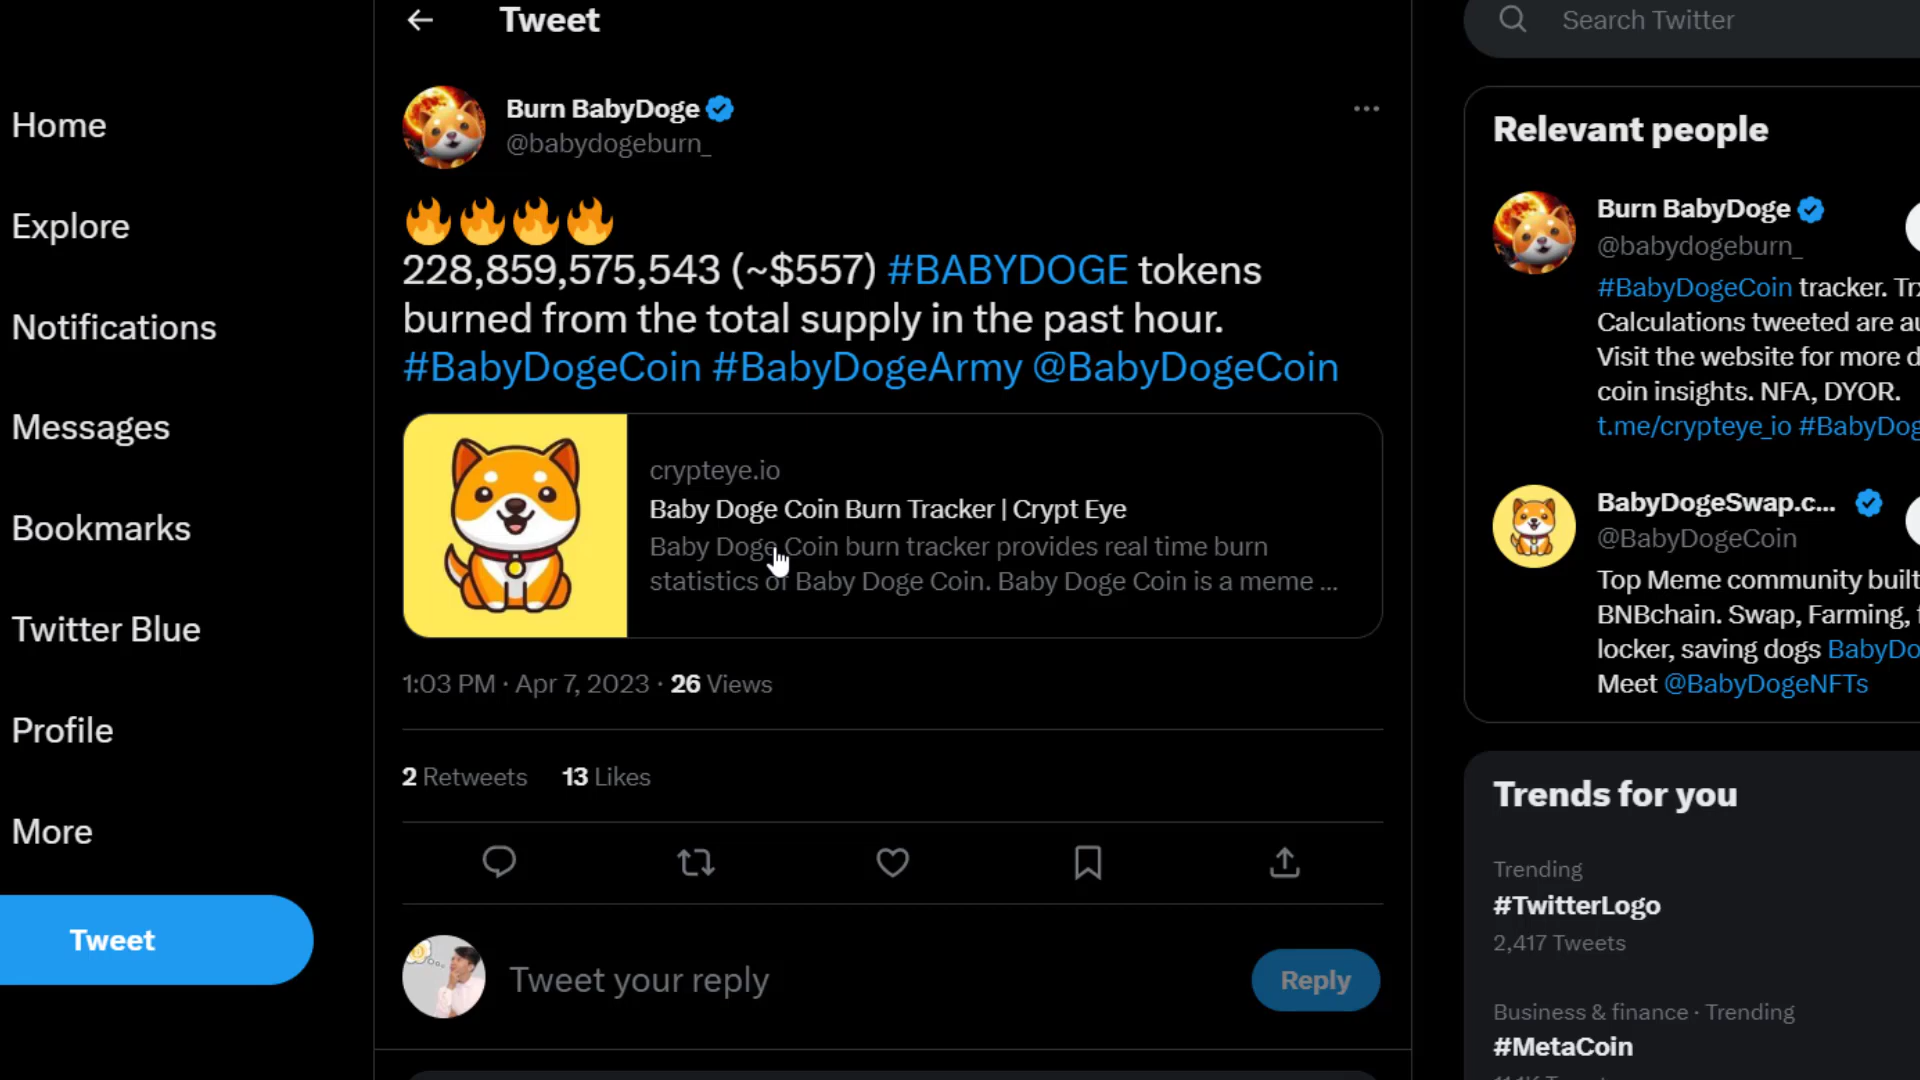 Tweet
Search Twitter
Home
Explore
Notifications
Messages
Bookmarks
Twitter Blue
Profile
More
Tweet
Burn BabyDoge
@babydogeburn_
🔥🔥🔥🔥
228,859,575,543 (~$557) #BABYDOGE tokens
burned from the total supply in the past hour.
#BabyDogeCoin #BabyDogeArmy @BabyDogeCoin
crypteye.io
Baby Doge Coin Burn Tracker | Crypt Eye
Baby Doge Coin burn tracker provides real time burn
statistics of Baby Doge Coin. Baby Doge Coin is a meme ...
1:03 PM · Apr 7, 2023 · 26 Views
2 Retweets 13 Likes
Tweet your reply
Reply
Relevant people
Burn BabyDoge
@babydogeburn_
#BabyDogeCoin tracker.
Calculations tweeted are
Visit the website for more
coin insights. NFA, DYOR.
t.me/crypteye_io #BabyDog
BabyDogeSwap.c...
@BabyDogeCoin
Top Meme community built
BNBchain. Swap, Farming,
locker, saving dogs BabyDo
Meet @BabyDogeNFTs
Trends for you
Trending
#TwitterLogo
2,417 Tweets
Business & finance · Trending
#MetaCoin